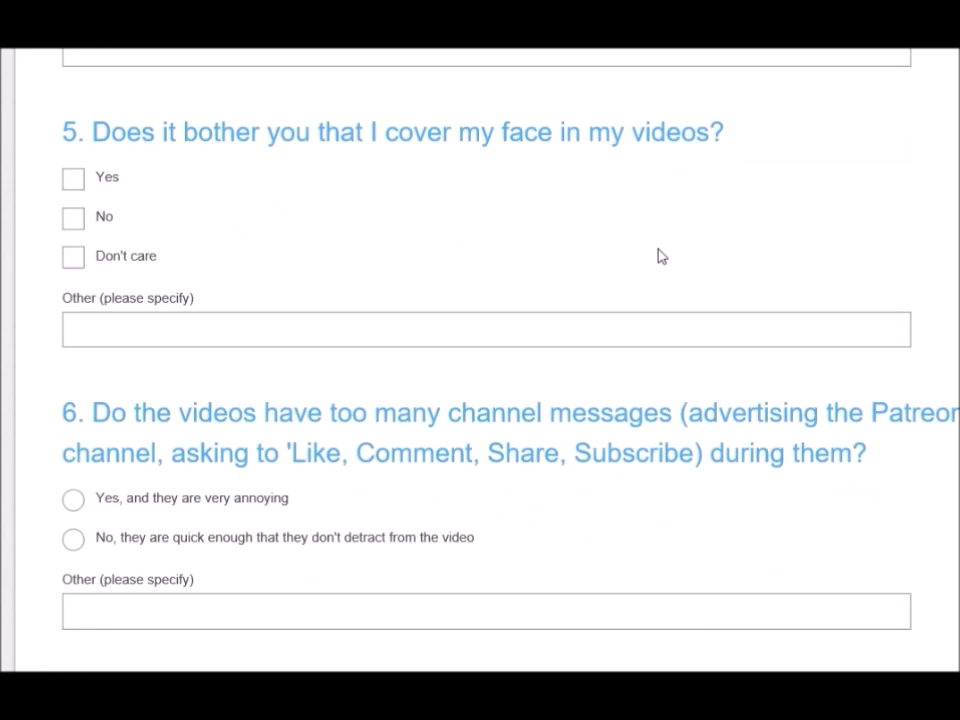 5. Does it bother you that I cover my face in my videos?
Yes
No
Don't care
Other (please specify)
6. Do the videos have too many channel messages (advertising the Patreon
channel, asking to 'Like, Comment, Share, Subscribe) during them?
Yes, and they are very annoying
No, they are quick enough that they don't detract from the video
Other (please specify)